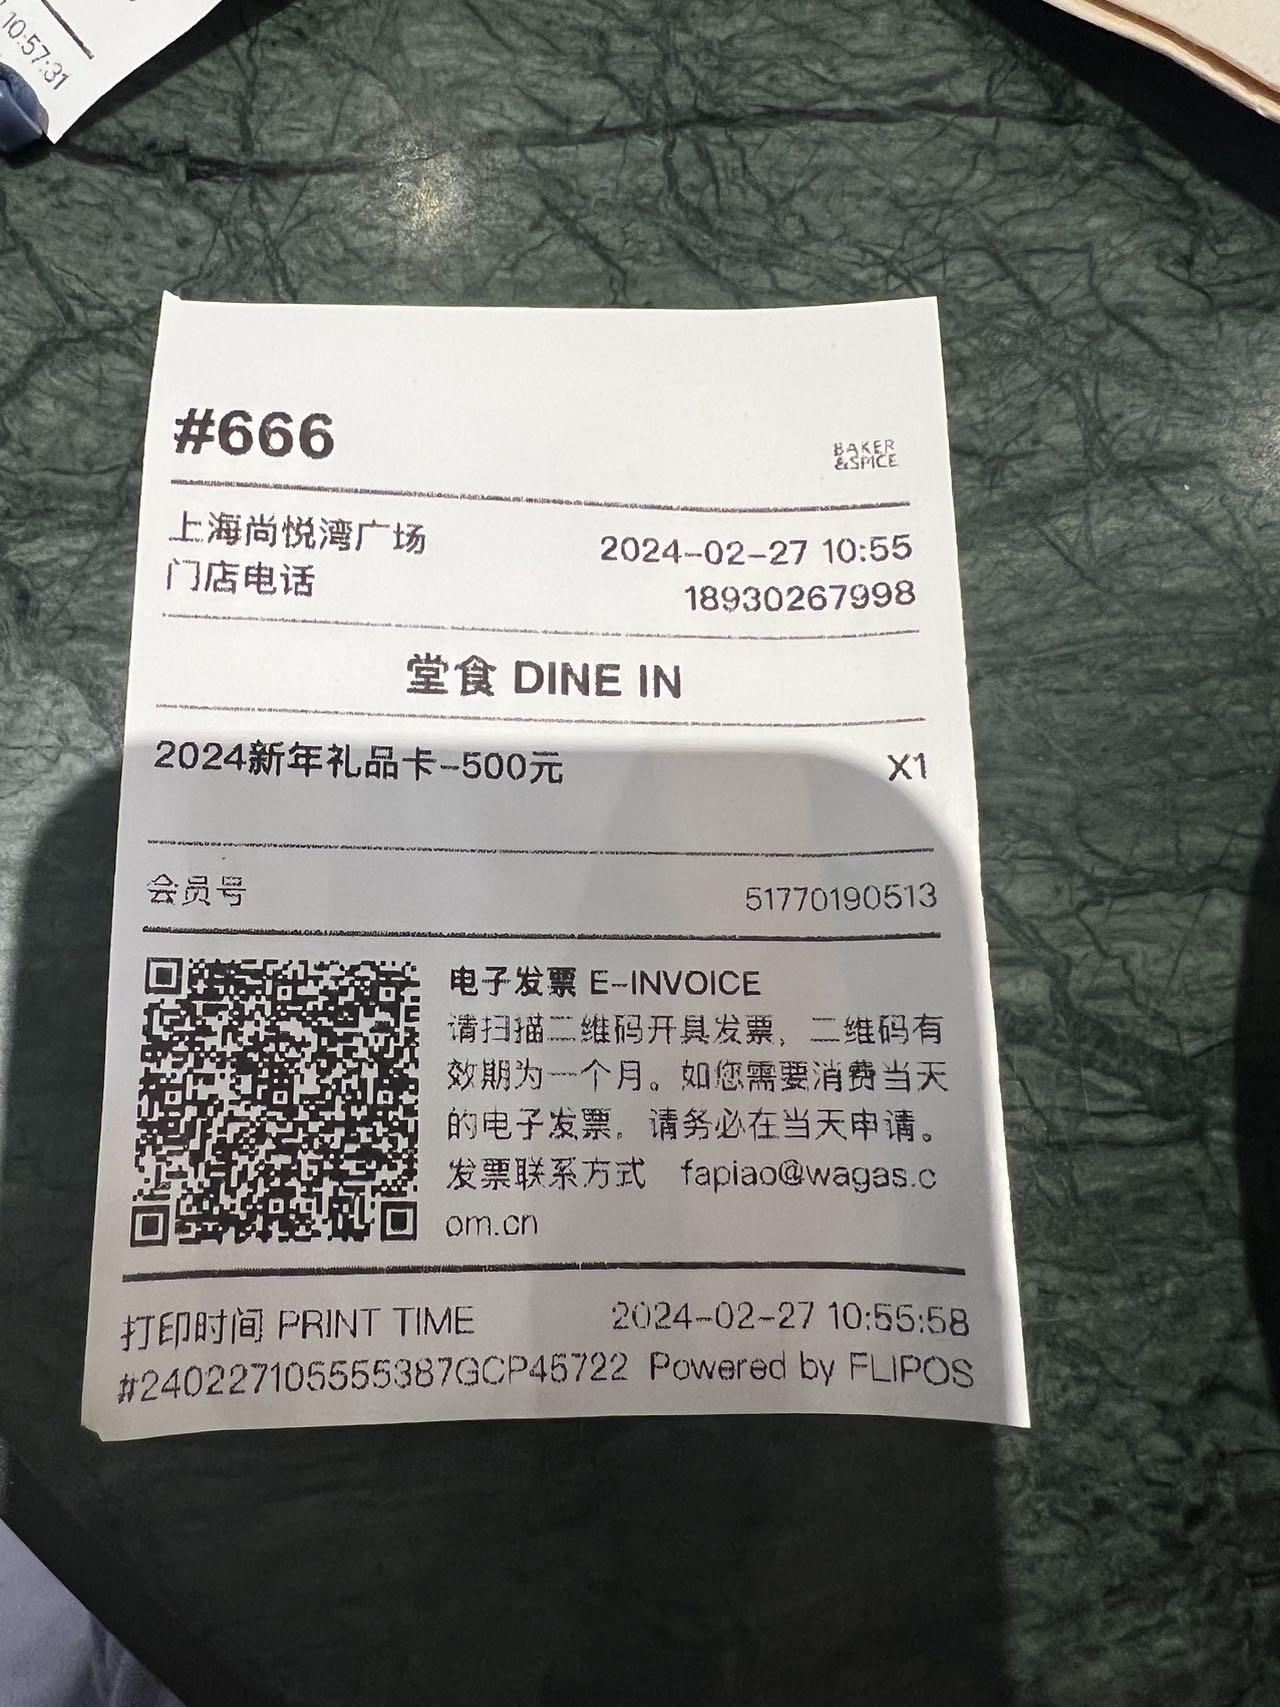 10:57:31
#666
BAKER
&SPICE
上海尚悦湾广场 2024-02-27 10:55
门店电话 18930267998
堂食 DINE IN
2024新年礼品卡-500元 X1
会员号 51770190513
电子发票 E-INVOICE
请扫描二维码开具发票，二维码有
效期为一个月。如您需要消费当天
的电子发票，请务必在当天申请。
发票联系方式 fapiao@wagas.c
om.cn
打印时间 PRINT TIME 2024-02-27 10:55:58
#240227105555387GCP45722 Powered by FLIPOS